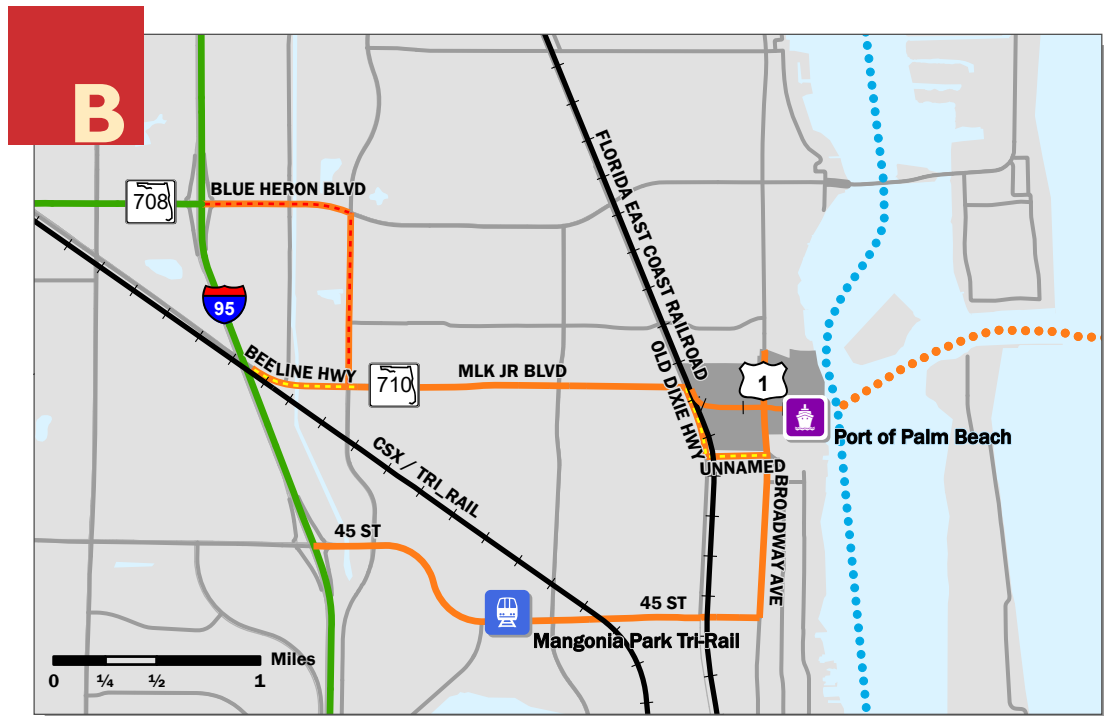 B
BLUE HERON BLVD
708
FLORIDA EAST COAST RAILROAD
95
BEELINE HWY
710
MLK JR BLVD
OLD DIXIE HWY
1
Port of Palm Beach
CSX / TRI_RAIL
UNNAMED
BROADWAY AVE
45 ST
45 ST
Mangonia Park Tri-Rail
Miles
0 ¼ ½ 1